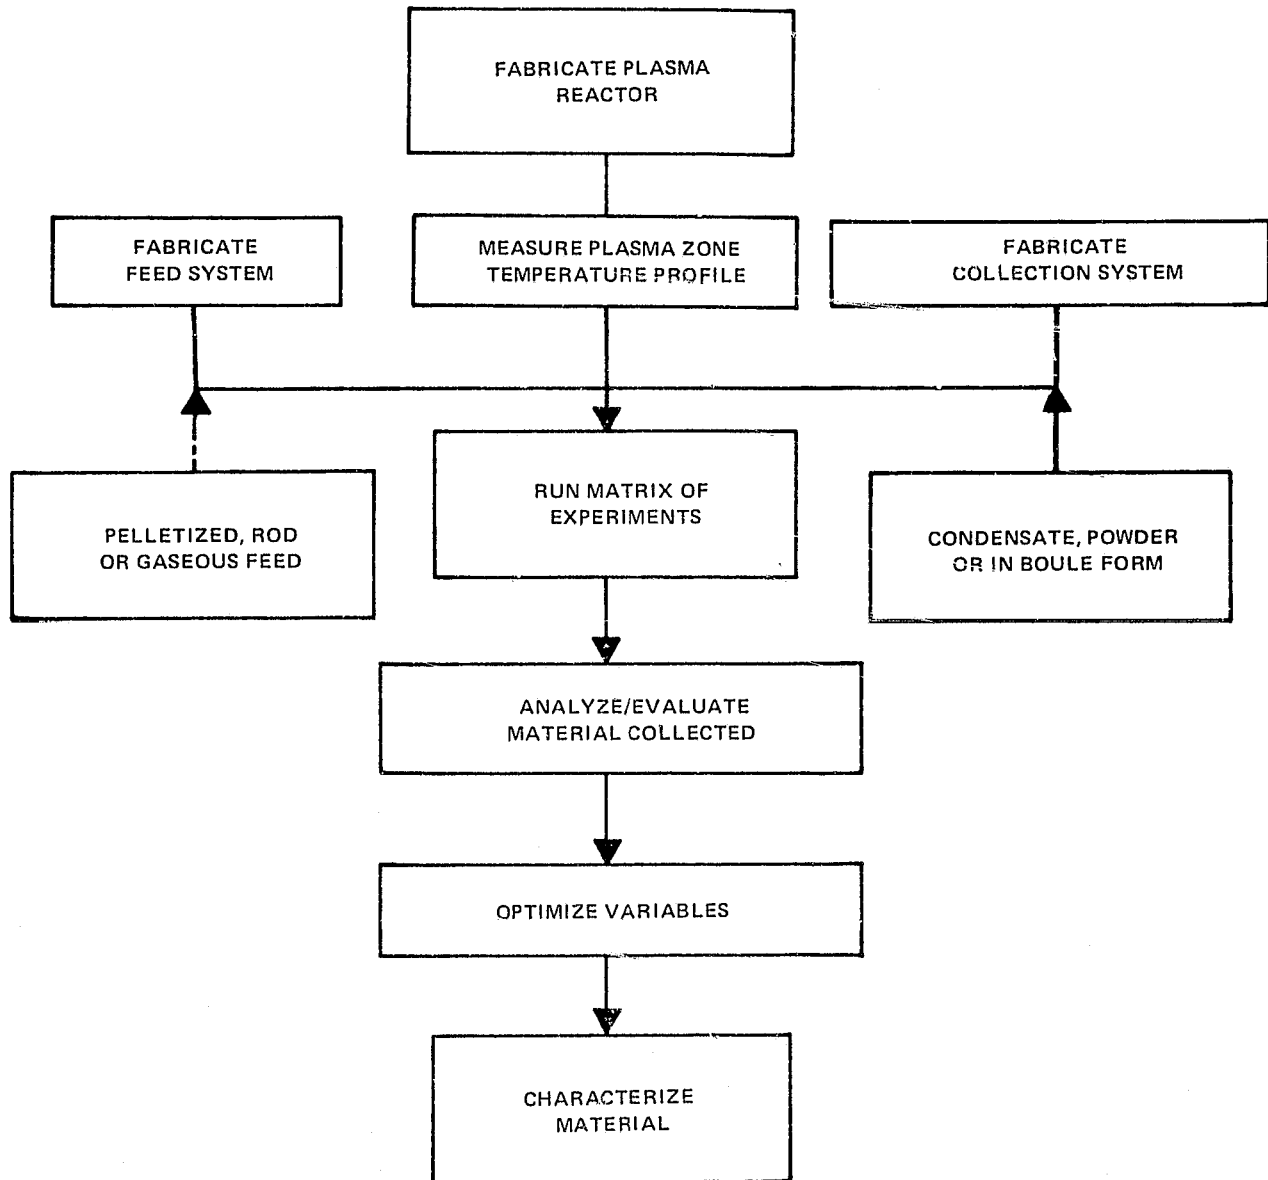 FABRICATE PLASMA
REACTOR
FABRICATE
FEED SYSTEM
MEASURE PLASMA ZONE
TEMPERATURE PROFILE
FABRICATE
COLLECTION SYSTEM
PELLETIZED, ROD
OR GASEOUS FEED
RUN MATRIX OF
EXPERIMENTS
CONDENSATE, POWDER
OR IN BOULE FORM
ANALYZE/EVALUATE
MATERIAL COLLECTED
OPTIMIZE VARIABLES
CHARACTERIZE
MATERIAL